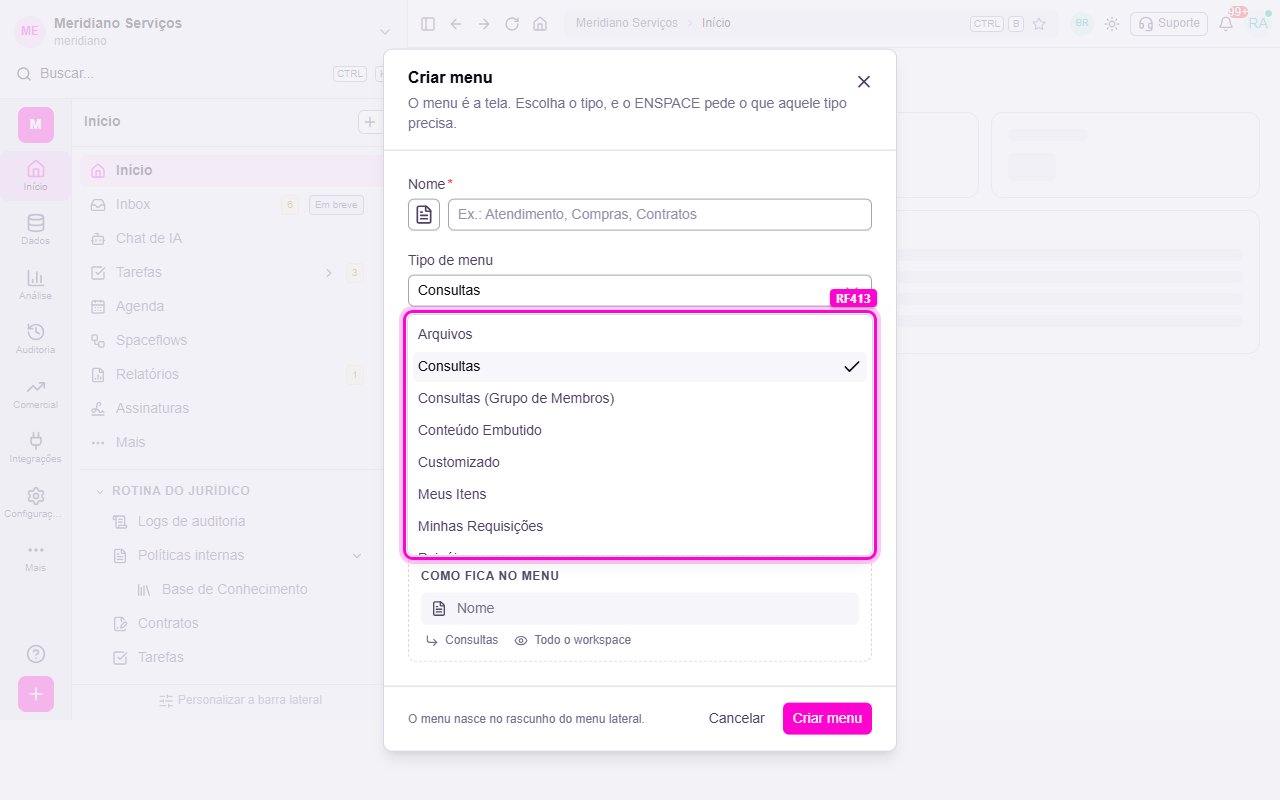 ME
Meridiano Serviços
meridiano
Buscar...
CTRL
Meridiano Serviços
Início
CTRL
B
BR
Suporte
99+
RA
M
Início
Dados
Análise
Auditoria
Comercial
Integrações
Configuraç...
Mais
Início
Início
Inbox
6
Em breve
Chat de IA
Tarefas
3
Agenda
Spaceflows
Relatórios
1
Assinaturas
Mais
ROTINA DO JURÍDICO
Logs de auditoria
Políticas internas
Base de Conhecimento
Contratos
Tarefas
Personalizar a barra lateral
Criar menu
O menu é a tela. Escolha o tipo, e o ENSPACE pede o que aquele tipo
precisa.
Nome*
Ex.: Atendimento, Compras, Contratos
Tipo de menu
Consultas
RF413
Arquivos
Consultas
Consultas (Grupo de Membros)
Conteúdo Embutido
Customizado
Meus Itens
Minhas Requisições
COMO FICA NO MENU
Nome
Consultas
Todo o workspace
O menu nasce no rascunho do menu lateral.
Cancelar
Criar menu